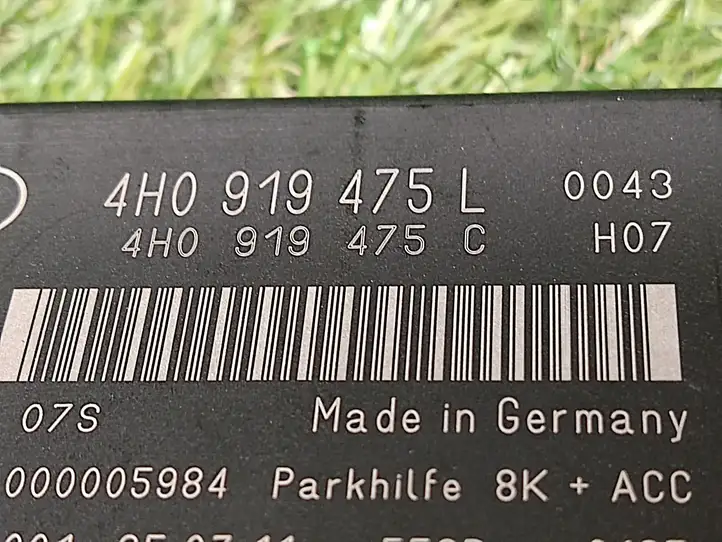 4H0 919 475 L 0043
4H0 919 475 C H07
07S Made in Germany
000005984 Parkhilfe 8K + ACC